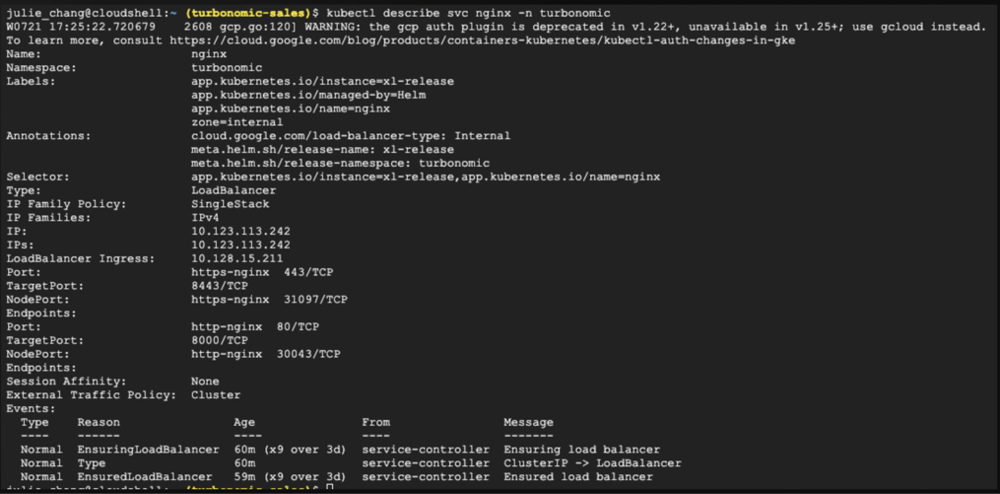 julie_chang@cloudshell:~ (turbonomic-sales)$ kubectl describe svc nginx -n turbonomic
W0721 17:25:22.720679    2608 gcp.go:120] WARNING: the gcp auth plugin is deprecated in v1.22+, unavailable in v1.25+; use gcloud instead.
To learn more, consult https://cloud.google.com/blog/products/containers-kubernetes/kubectl-auth-changes-in-gke
Name:                     nginx
Namespace:                turbonomic
Labels:                   app.kubernetes.io/instance=xl-release
                          app.kubernetes.io/managed-by=Helm
                          app.kubernetes.io/name=nginx
                          zone=internal
Annotations:              cloud.google.com/load-balancer-type: Internal
                          meta.helm.sh/release-name: xl-release
                          meta.helm.sh/release-namespace: turbonomic
Selector:                 app.kubernetes.io/instance=xl-release,app.kubernetes.io/name=nginx
Type:                     LoadBalancer
IP Family Policy:         SingleStack
IP Families:              IPv4
IP:                       10.123.113.242
IPs:                      10.123.113.242
LoadBalancer Ingress:     10.128.15.211
Port:                     https-nginx  443/TCP
TargetPort:               8443/TCP
NodePort:                 https-nginx  31097/TCP
Endpoints:
Port:                     http-nginx  80/TCP
TargetPort:               8000/TCP
NodePort:                 http-nginx  30043/TCP
Endpoints:
Session Affinity:         None
External Traffic Policy:  Cluster
Events:
  Type    Reason                Age                From                Message
  ----    ------                ----               ----                -------
  Normal  EnsuringLoadBalancer  60m (x9 over 3d)   service-controller  Ensuring load balancer
  Normal  Type                  60m                service-controller  ClusterIP -> LoadBalancer
  Normal  EnsuredLoadBalancer   59m (x9 over 3d)   service-controller  Ensured load balancer
julie_chang@cloudshell:~ (turbonomic-sales)$